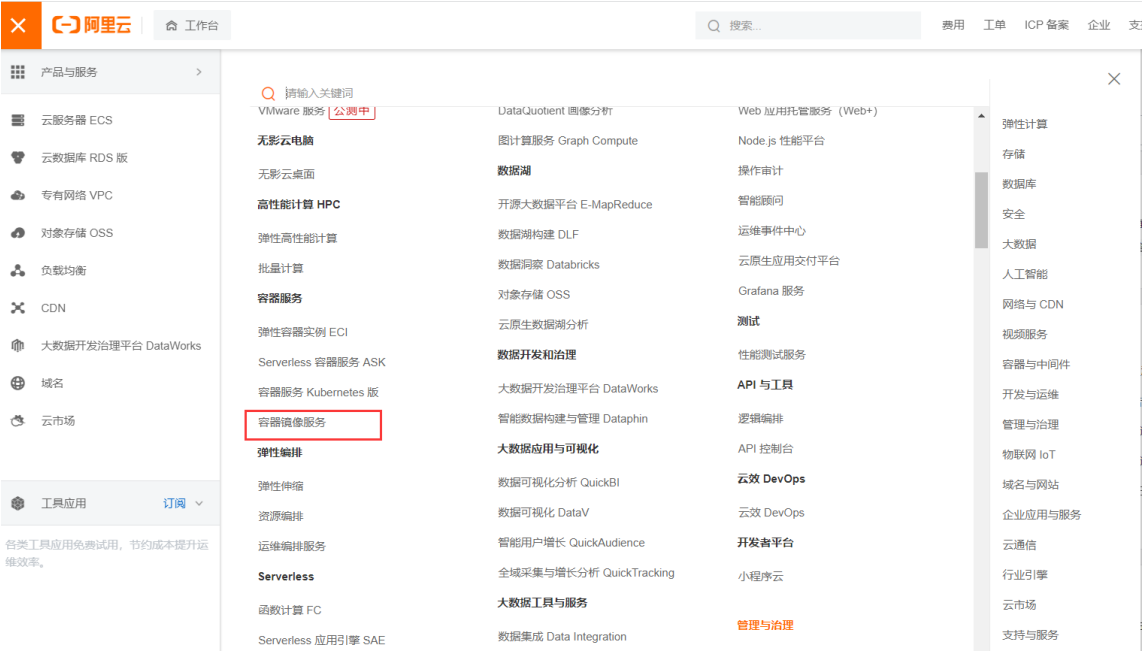 阿里云
工作台
搜索...
费用
工单
ICP 备案
企业
产品与服务
云服务器 ECS
云数据库 RDS 版
专有网络 VPC
对象存储 OSS
负载均衡
CDN
大数据开发治理平台 DataWorks
域名
云市场
工具应用
订阅
各类工具应用免费试用，节约成本提升运
维效率。
请输入关键词
VMware 服务 公测中
无影云电脑
无影云桌面
高性能计算 HPC
弹性高性能计算
批量计算
容器服务
弹性容器实例 ECI
Serverless 容器服务 ASK
容器服务 Kubernetes 版
容器镜像服务
弹性编排
弹性伸缩
资源编排
运维编排服务
Serverless
函数计算 FC
Serverless 应用引擎 SAE
DataQuotient 画像分析
图计算服务 Graph Compute
数据湖
开源大数据平台 E-MapReduce
数据湖构建 DLF
数据洞察 Databricks
对象存储 OSS
云原生数据湖分析
数据开发和治理
大数据开发治理平台 DataWorks
智能数据构建与管理 Dataphin
大数据应用与可视化
数据可视化分析 QuickBI
数据可视化 DataV
智能用户增长 QuickAudience
全域采集与增长分析 QuickTracking
大数据工具与服务
数据集成 Data Integration
Web 应用托管服务（Web+）
Node.js 性能平台
操作审计
智能顾问
运维事件中心
云原生应用交付平台
Grafana 服务
测试
性能测试服务
API 与工具
逻辑编排
API 控制台
云效 DevOps
云效 DevOps
开发者平台
小程序云
管理与治理
弹性计算
存储
数据库
安全
大数据
人工智能
网络与 CDN
视频服务
容器与中间件
开发与运维
管理与治理
物联网 IoT
域名与网站
企业应用与服务
云通信
行业引擎
云市场
支持与服务